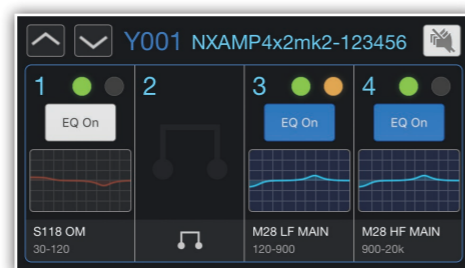 Y001 NXAMP4x2mk2-123456
1 2 3 4
EQ On EQ On EQ On
S118 OM M28 LF MAIN M28 HF MAIN
30-120 120-900 900-20k